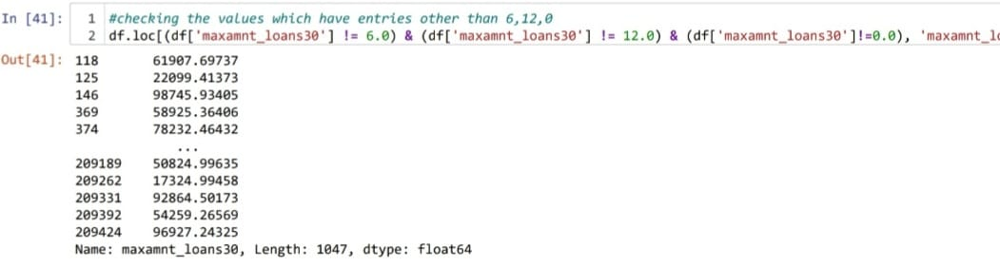 In [41]: 1 #checking the values which have entries other than 6,12,0
2 df.loc[(df['maxamnt_loans30'] != 6.0) & (df['maxamnt_loans30'] != 12.0) & (df['maxamnt_loans30']!=0.0), 'maxamnt_lo
Out[41]: 118 61907.69737
125 22099.41373
146 98745.93405
369 58925.36406
374 78232.46432
...
209189 50824.99635
209262 17324.99458
209331 92864.50173
209392 54259.26569
209424 96927.24325
Name: maxamnt_loans30, Length: 1047, dtype: float64